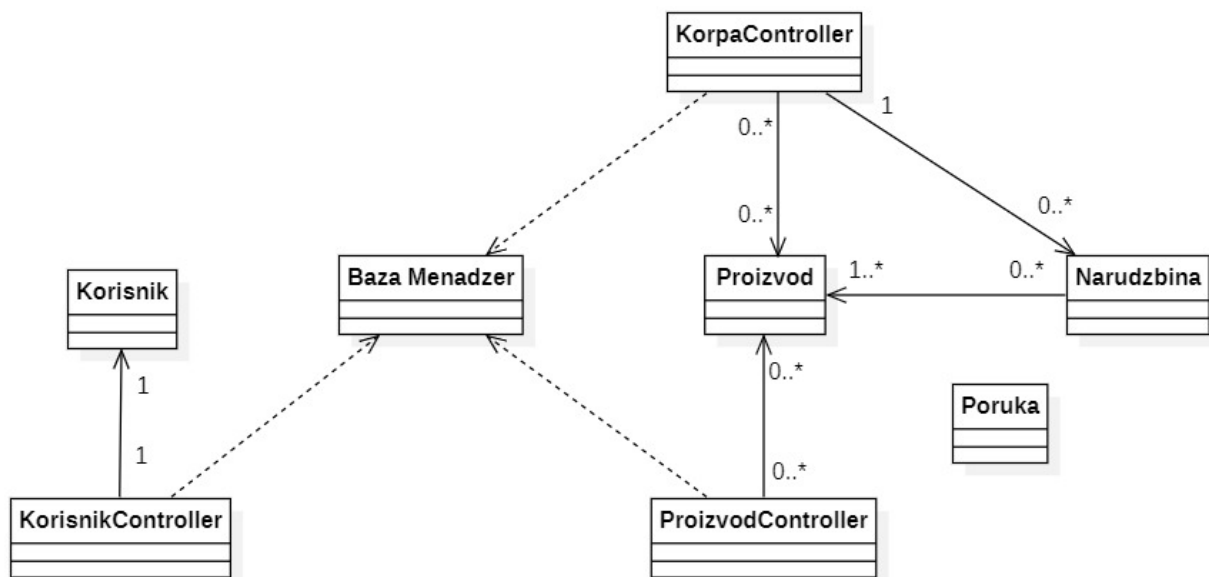 KorpaController
1
0..*
0..*
0..*
Korisnik
Baza Menadzer
Proizvod
1..*
0..*
Narudzbina
1
0..*
Poruka
1
0..*
KorisnikController
ProizvodController